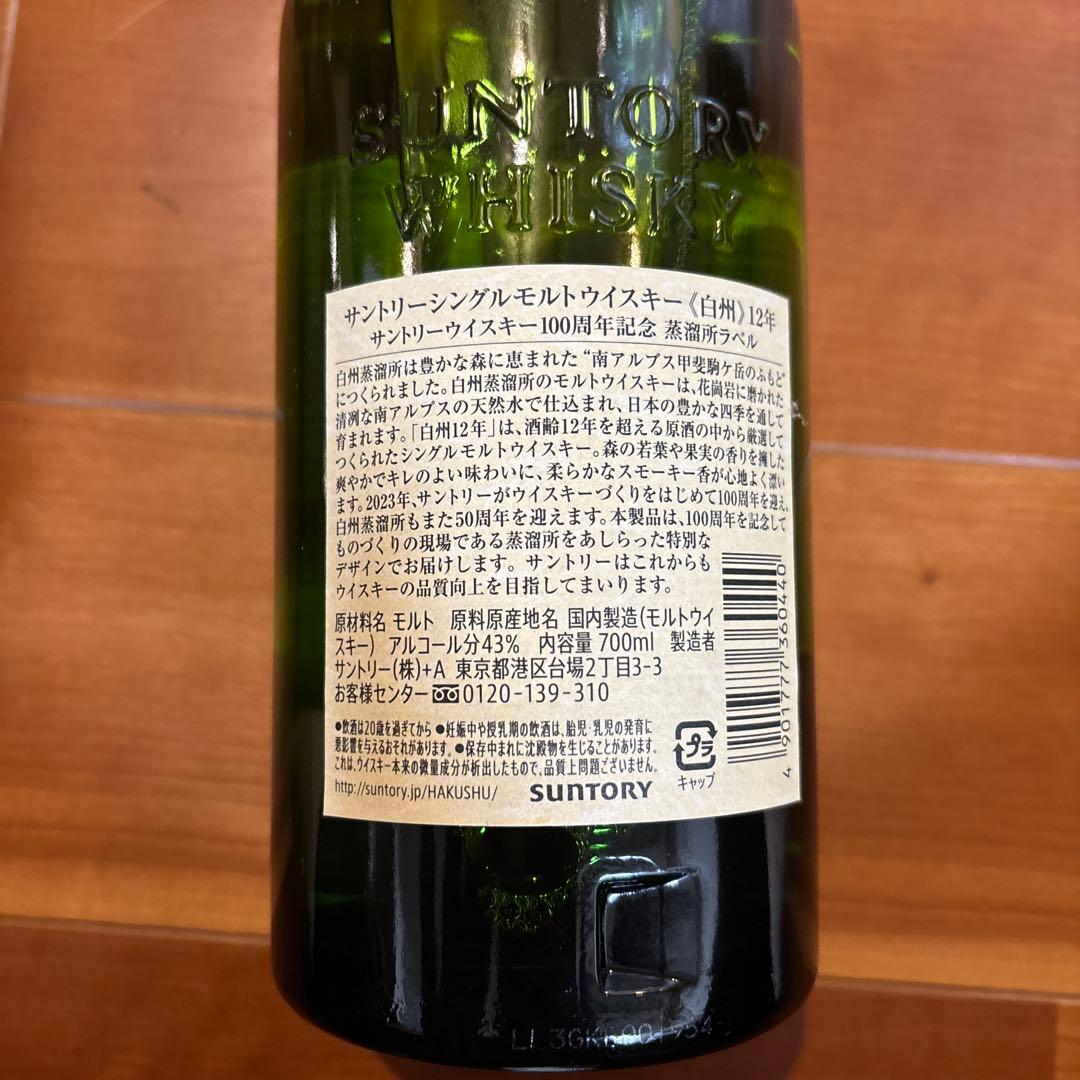 SUNTORY
WHISKY
サントリーシングルモルトウイスキー《白州》12年
サントリーウイスキー100周年記念 蒸溜所ラベル
白州蒸溜所は豊かな森に恵まれた“南アルプス甲斐駒ケ岳のふもと”
につくられました。白州蒸溜所のモルトウイスキーは、花崗岩に磨かれた
清冽な南アルプスの天然水で仕込まれ、日本の豊かな四季を通して
育まれます。「白州12年」は、酒齢12年を超える原酒の中から厳選して
つくられたシングルモルトウイスキー。森の若葉や果実の香りを擁した
爽やかでキレのよい味わいに、柔らかなスモーキー香が心地よく漂い
ます。2023年、サントリーがウイスキーづくりをはじめて100周年を迎え、
白州蒸溜所もまた50周年を迎えます。本製品は、100周年を記念して
ものづくりの現場である蒸溜所をあしらった特別な
デザインでお届けします。サントリーはこれからも
ウイスキーの品質向上を目指してまいります。
原材料名 モルト 原料原産地名 国内製造(モルトウイ
スキー) アルコール分43% 内容量 700ml 製造者
サントリー(株)+A 東京都港区台場2丁目3-3
お客様センター 0120-139-310
●飲酒は20歳を過ぎてから ●妊娠中や授乳期の飲酒は、胎児・乳児の発育に
悪影響を与えるおそれがあります。●保存中まれに沈殿物を生じることがあります。
これは、ウイスキー本来の微量成分が析出したもので、品質上問題ございません。
http://suntory.jp/HAKUSHU/ SUNTORY
プラ
キャップ
4 901777 390440